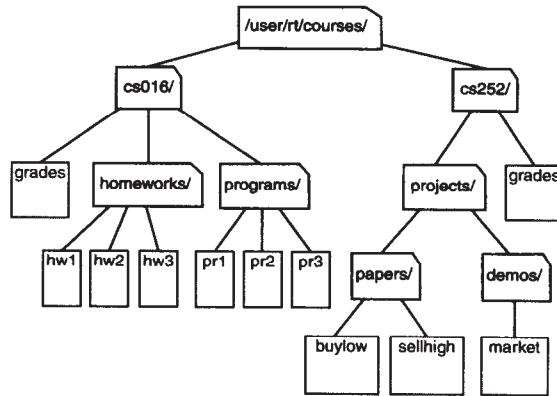 /user/rt/courses/
cs016/
cs252/
grades
homeworks/
programs/
projects/
grades
hw1
hw2
hw3
pr1
pr2
pr3
papers/
demos/
buylow
sellhigh
market